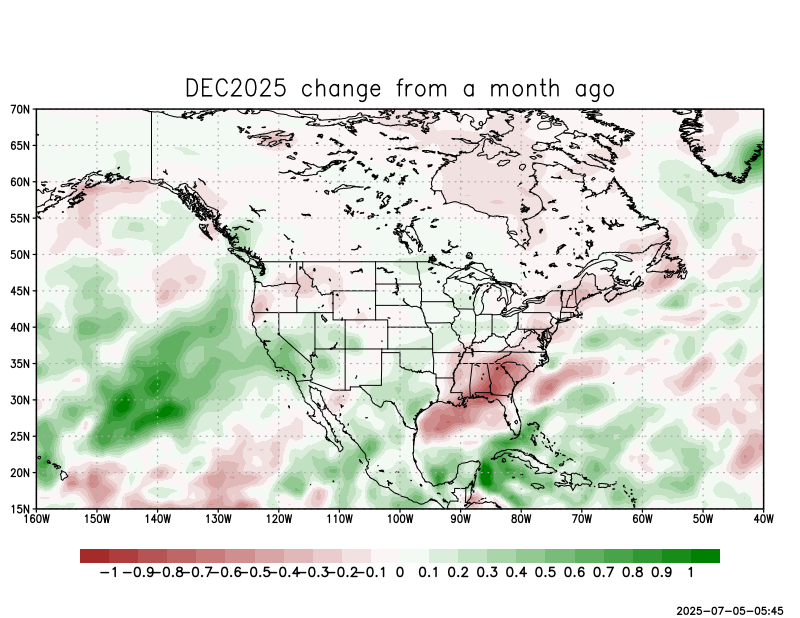 DEC2025 change from a month ago
70N
65N
60N
55N
50N
45N
40N
35N
30N
25N
20N
15N
160W 150W 140W 130W 120W 110W 100W 90W 80W 70W 60W 50W 40W
-1 -0.9 -0.8 -0.7 -0.6 -0.5 -0.4 -0.3 -0.2 -0.1 0 0.1 0.2 0.3 0.4 0.5 0.6 0.7 0.8 0.9 1
2025-07-05-05:45